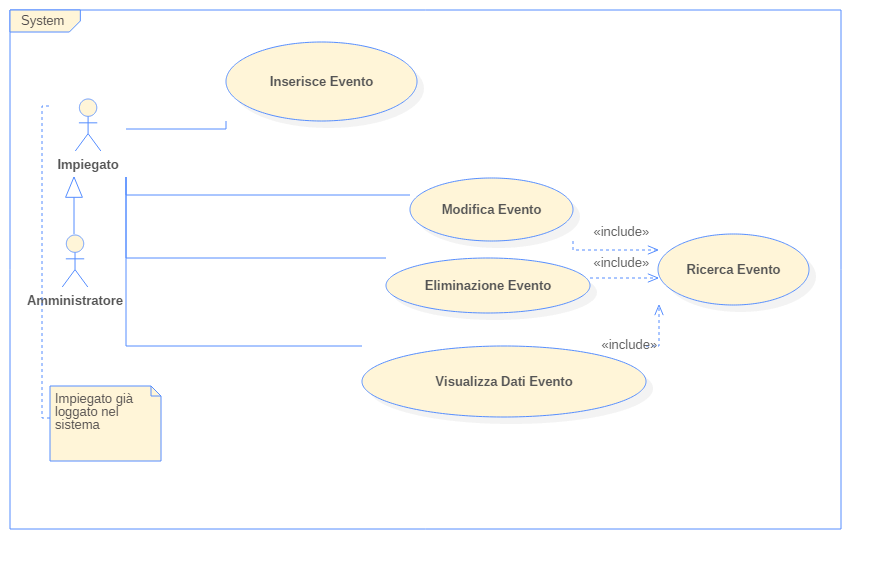 System
Inserisce Evento
Impiegato
Modifica Evento
«include»
«include»
Ricerca Evento
Eliminazione Evento
Amministratore
«include»
Visualizza Dati Evento
Impiegato già
loggato nel
sistema